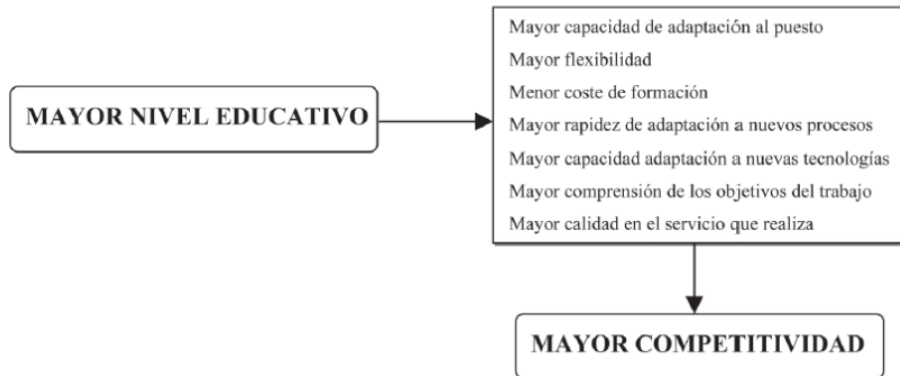 Mayor capacidad de adaptación al puesto
Mayor flexibilidad
Menor coste de formación
MAYOR NIVEL EDUCATIVO
Mayor rapidez de adaptación a nuevos procesos
Mayor capacidad adaptación a nuevas tecnologías
Mayor comprensión de los objetivos del trabajo
Mayor calidad en el servicio que realiza
MAYOR COMPETITIVIDAD